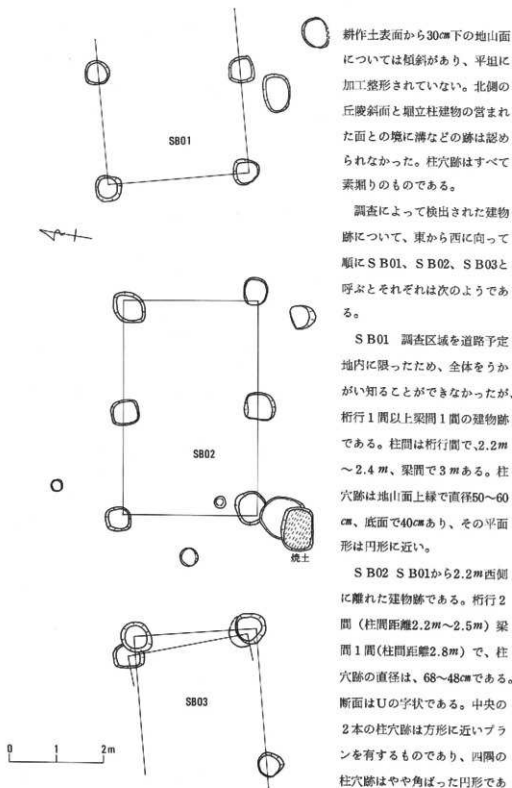 耕作土表面から30㎝下の地山面
については傾斜があり、平坦に
加工整形されていない。北側の
丘陵斜面と堀立柱建物の営まれ
た面との境に溝などの跡は認め
られなかった。柱穴跡はすべて
素堀りのものである。
調査によって検出された建物
跡について、東から西に向って
順にSB01、SB02、SB03と
呼ぶとそれぞれは次のようであ
る。
SB01 調査区域を道路予定
地内に限ったため、全体をうか
がい知ることができなかったが、
桁行1間以上梁間1間の建物跡
である。柱間は桁行間で、2.2m
～2.4m、梁間で3mある。柱
穴跡は地山面上縁で直径50～60
㎝、底面で40㎝あり、その平面
形は円形に近い。
SB02 SB01から2.2m西側
に離れた建物跡である。桁行2
間（柱間距離2.2m～2.5m）梁
間1間(柱間距離2.8m）で、柱
穴跡の直径は、68～48㎝である。
断面はUの字状である。中央の
2本の柱穴跡は方形に近いプラ
ンを有するものであり、四隅の
柱穴跡はやや角ばった円形であ
SB01
SB02
焼土
SB03
0 1 2m